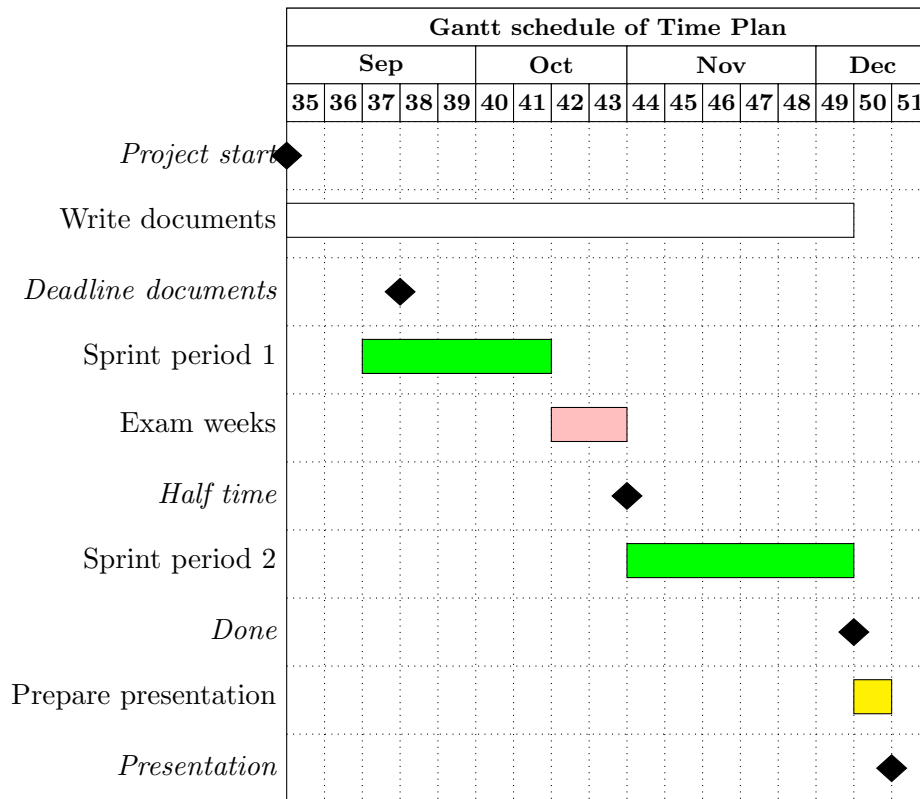 Gantt schedule of Time Plan
Sep Oct Nov Dec
35 36 37 38 39 40 41 42 43 44 45 46 47 48 49 50 51
Project start
Write documents
Deadline documents
Sprint period 1
Exam weeks
Half time
Sprint period 2
Done
Prepare presentation
Presentation